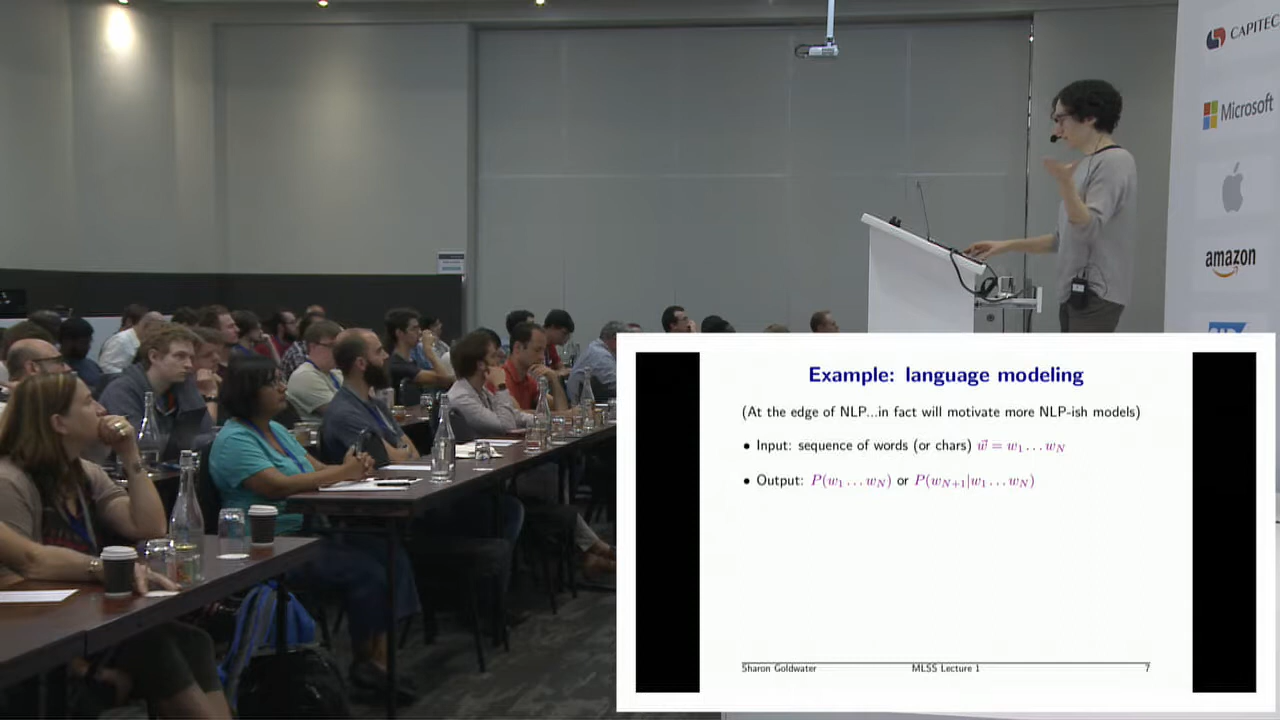 CAPITEC
Microsoft
amazon
Example: language modeling
(At the edge of NLP...in fact will motivate more NLP-ish models)
• Input: sequence of words (or chars) w⃗ = w₁ . . . w_N
• Output: P(w₁ . . . w_N) or P(w_{N+1}|w₁ . . . w_N)
Sharon Goldwater MLSS Lecture 1 7